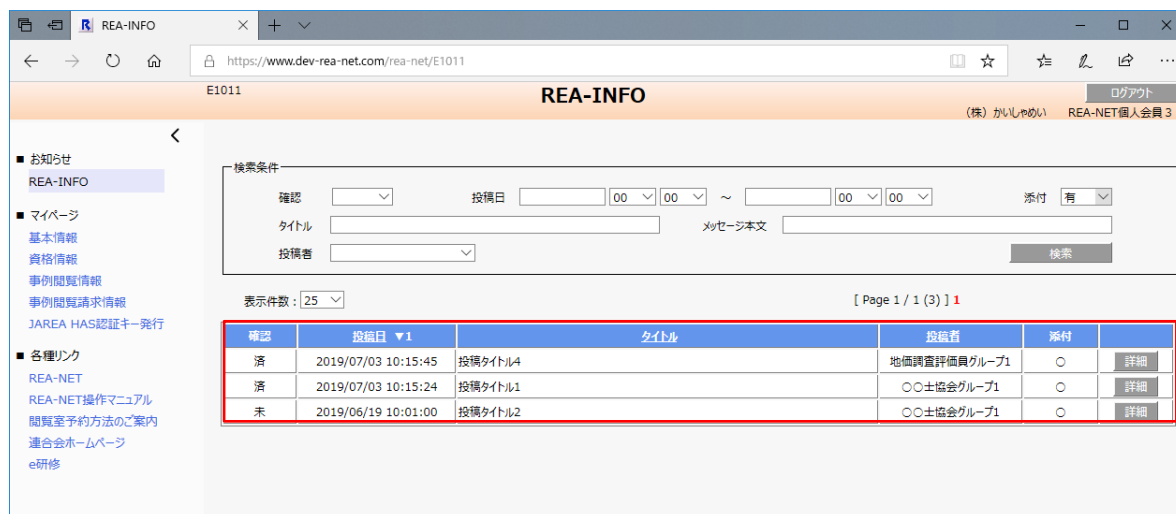 REA-INFO
https://www.dev-rea-net.com/rea-net/E1011
E1011
REA-INFO
ログアウト
（株）かいしゃめい REA-NET個人会員３
■ お知らせ
REA-INFO
■ マイページ
基本情報
資格情報
事例閲覧情報
事例閲覧請求情報
JAREA HAS認証キー発行
■ 各種リンク
REA-NET
REA-NET操作マニュアル
閲覧室予約方法のご案内
連合会ホームページ
e研修
検索条件
確認 投稿日 00 00 ～ 00 00 添付 有
タイトル メッセージ本文
投稿者 検索
表示件数：25 [ Page 1 / 1 (3) ] 1
確認 投稿日 ▼1 タイトル 投稿者 添付
済 2019/07/03 10:15:45 投稿タイトル4 地価調査評価員グループ1 ○ 詳細
済 2019/07/03 10:15:24 投稿タイトル1 〇〇士協会グループ1 ○ 詳細
未 2019/06/19 10:01:00 投稿タイトル2 〇〇士協会グループ1 ○ 詳細